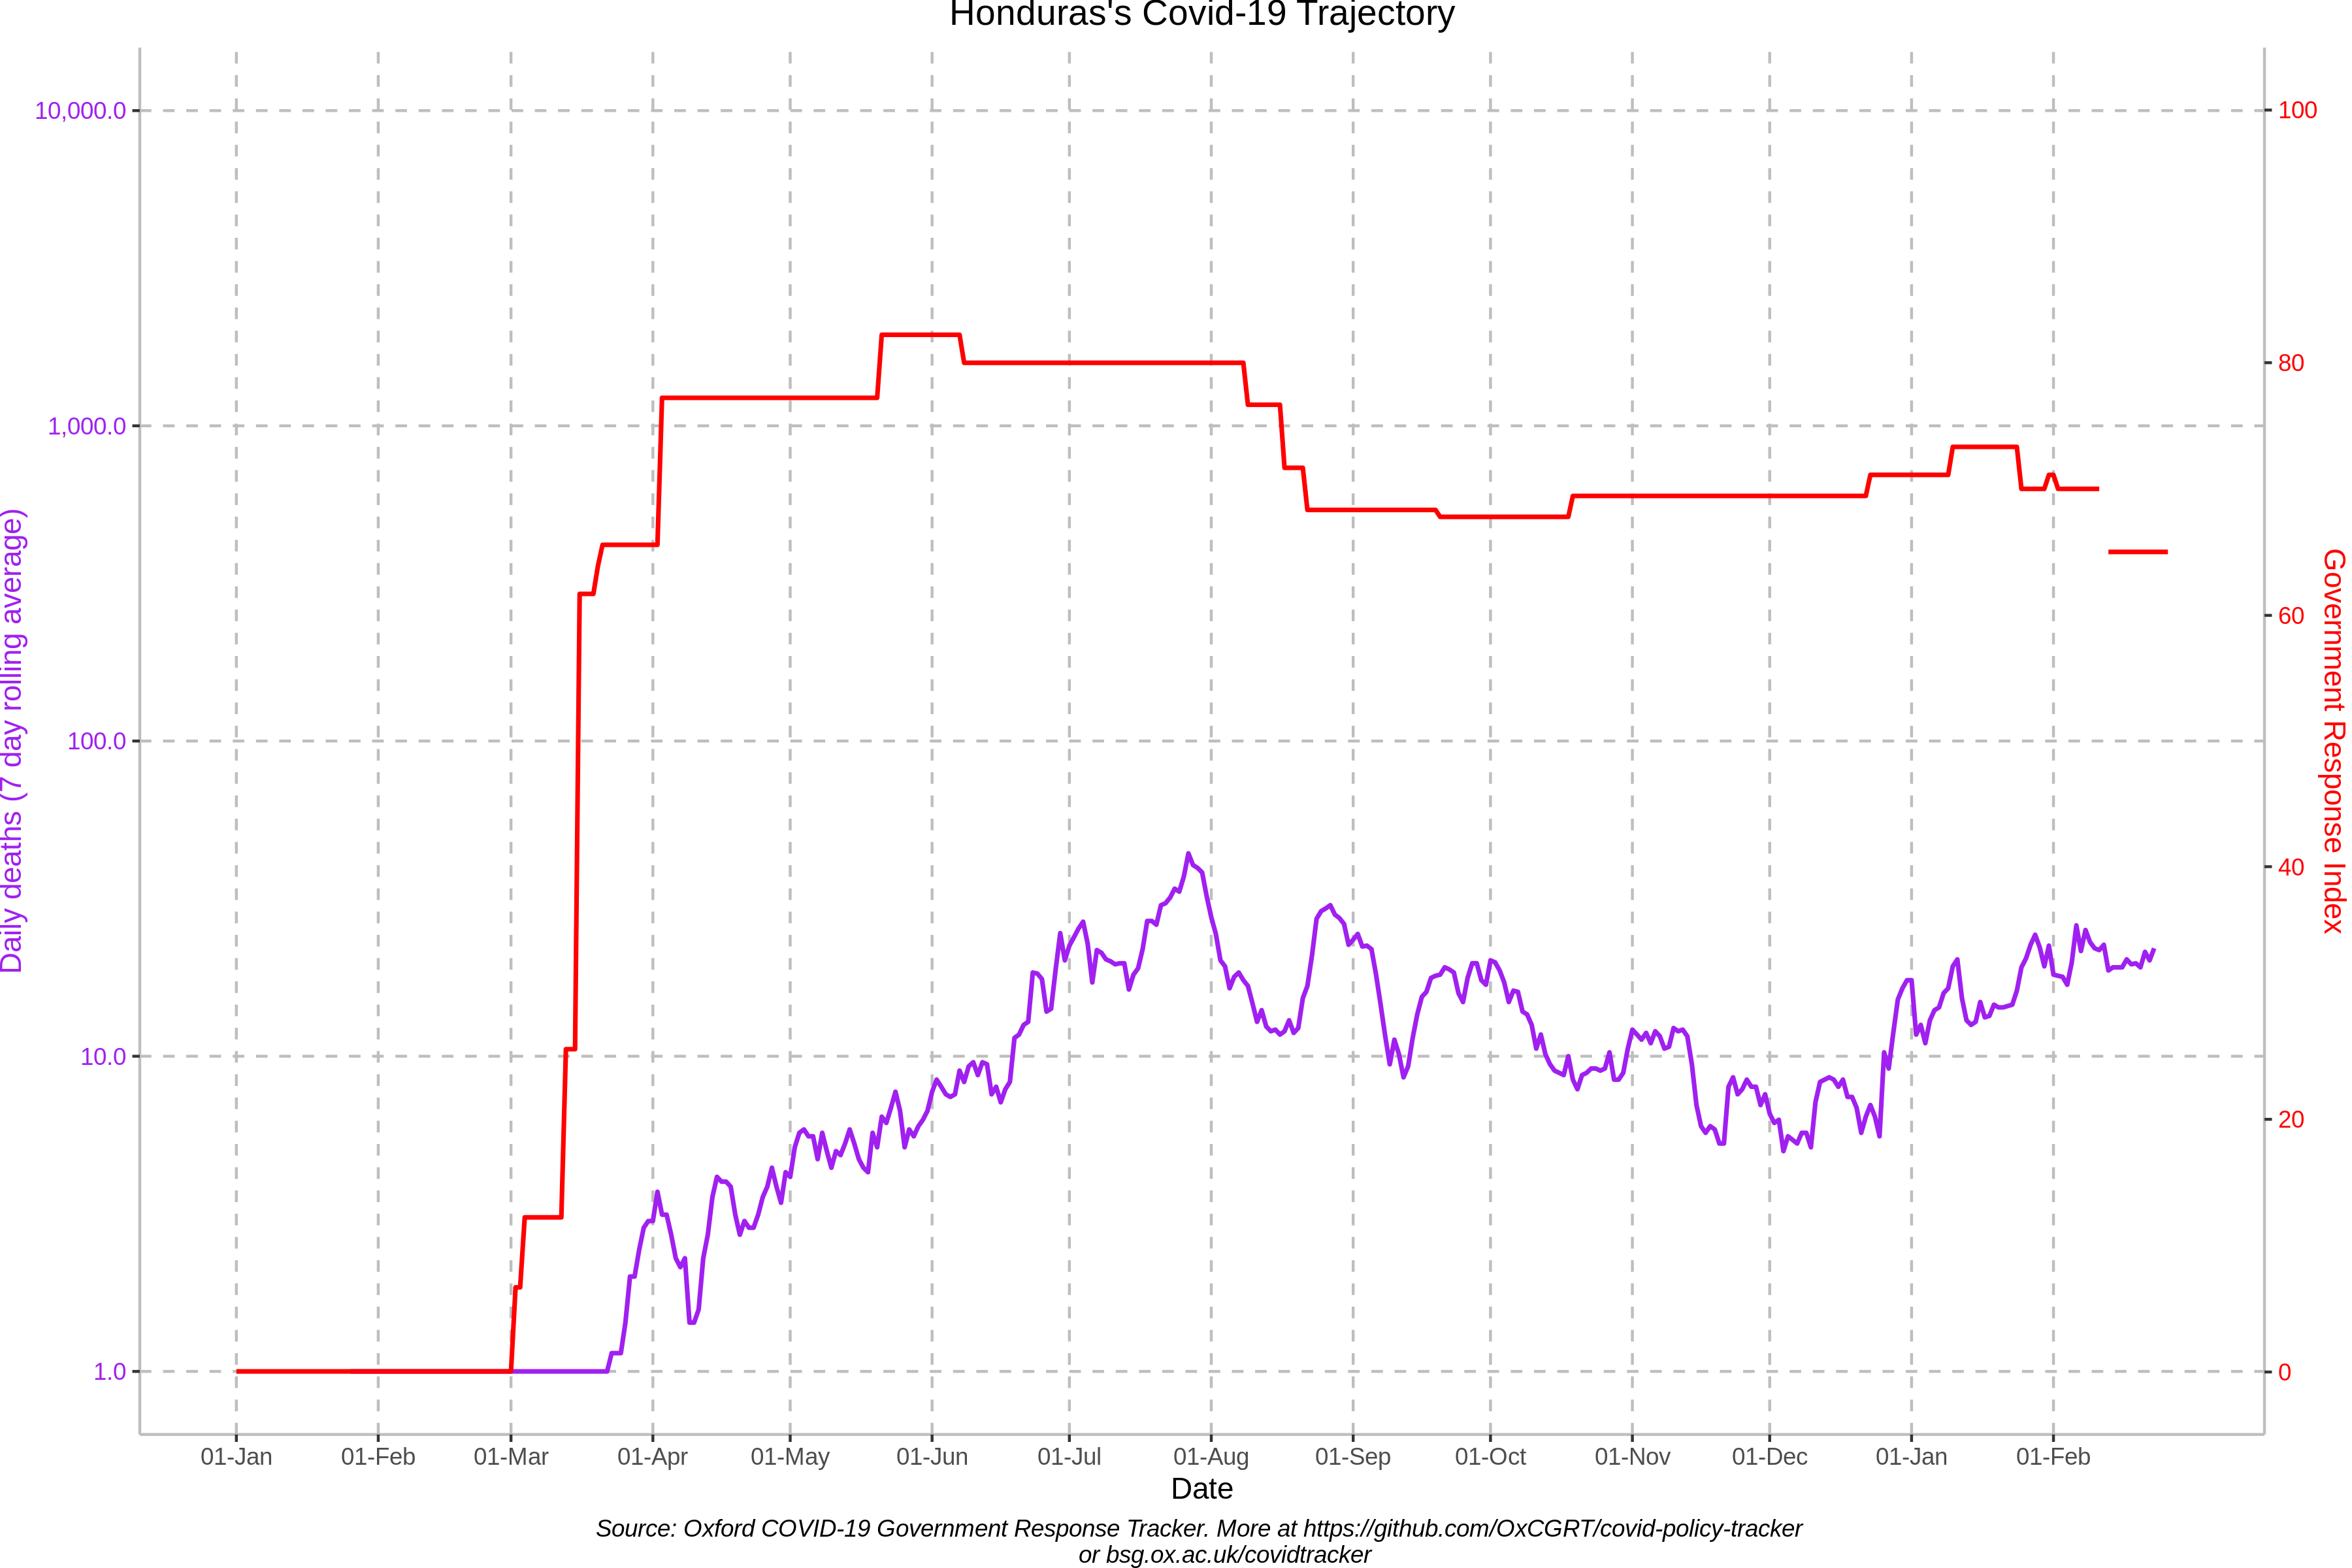 Honduras's Covid-19 Trajectory
10,000.0
1,000.0
100.0
10.0
1.0
Daily deaths (7 day rolling average)
100
80
60
40
20
0
Government Response Index
01-Jan 01-Feb 01-Mar 01-Apr 01-May 01-Jun 01-Jul 01-Aug 01-Sep 01-Oct 01-Nov 01-Dec 01-Jan 01-Feb
Date
Source: Oxford COVID-19 Government Response Tracker. More at https://github.com/OxCGRT/covid-policy-tracker
or bsg.ox.ac.uk/covidtracker